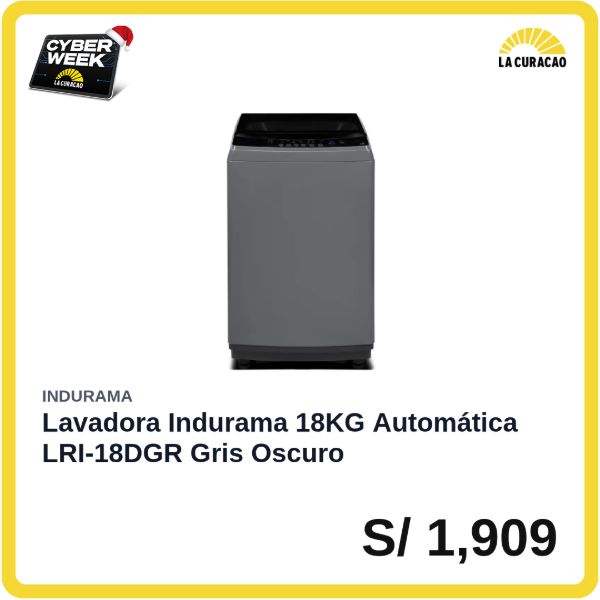 CYBER
WEEK
LA CURACAO
LA CURACAO
INDURAMA
Lavadora Indurama 18KG Automática
LRI-18DGR Gris Oscuro
S/ 1,909